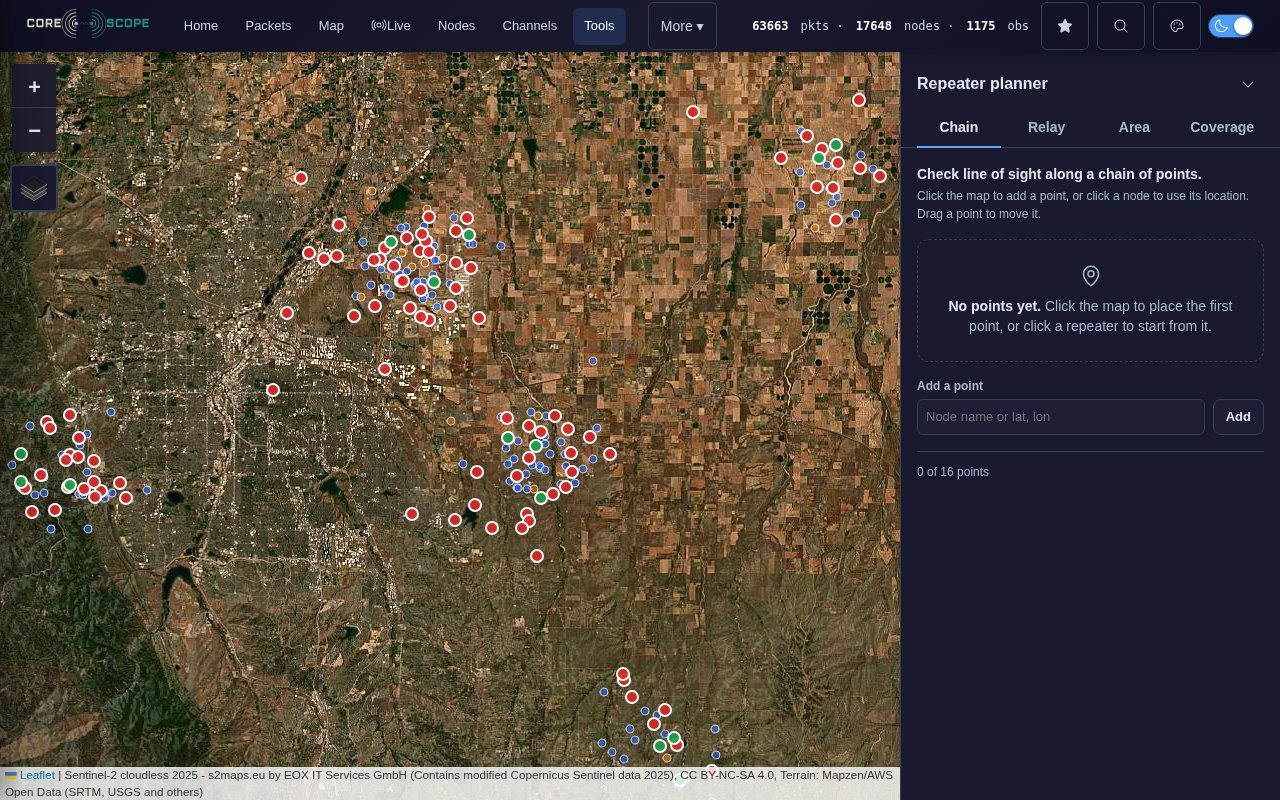 CORE SCOPE
Home Packets Map Live Nodes Channels Tools More ▾ 63663 pkts · 17648 nodes · 1175 obs
+
−
Repeater planner
Chain Relay Area Coverage
Check line of sight along a chain of points.
Click the map to add a point, or click a node to use its location.
Drag a point to move it.
No points yet. Click the map to place the first
point, or click a repeater to start from it.
Add a point
Node name or lat, lon Add
0 of 16 points
Leaflet | Sentinel-2 cloudless 2025 - s2maps.eu by EOX IT Services GmbH (Contains modified Copernicus Sentinel data 2025), CC BY-NC-SA 4.0, Terrain: Mapzen/AWS
Open Data (SRTM, USGS and others)